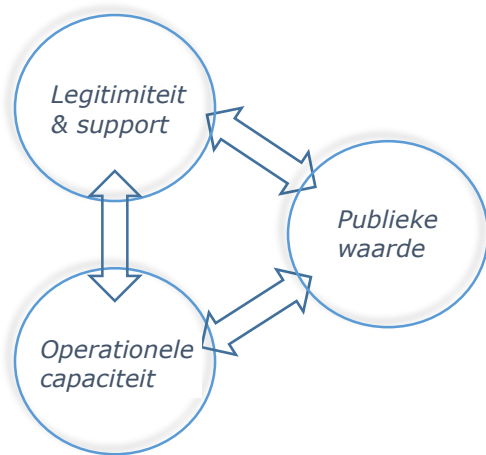 Legitimiteit
& support
Publieke
waarde
Operationele
capaciteit